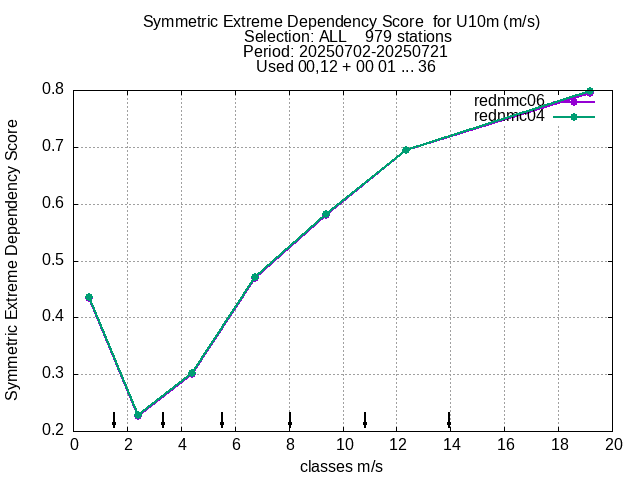 Symmetric Extreme Dependency Score for U10m (m/s)
Selection: ALL 979 stations
Period: 20250702-20250721
Used 00,12 + 00 01 ... 36
Symmetric Extreme Dependency Score
0.8
0.7
0.6
0.5
0.4
0.3
0.2
rednmc06
rednmc04
0 2 4 6 8 10 12 14 16 18 20
classes m/s